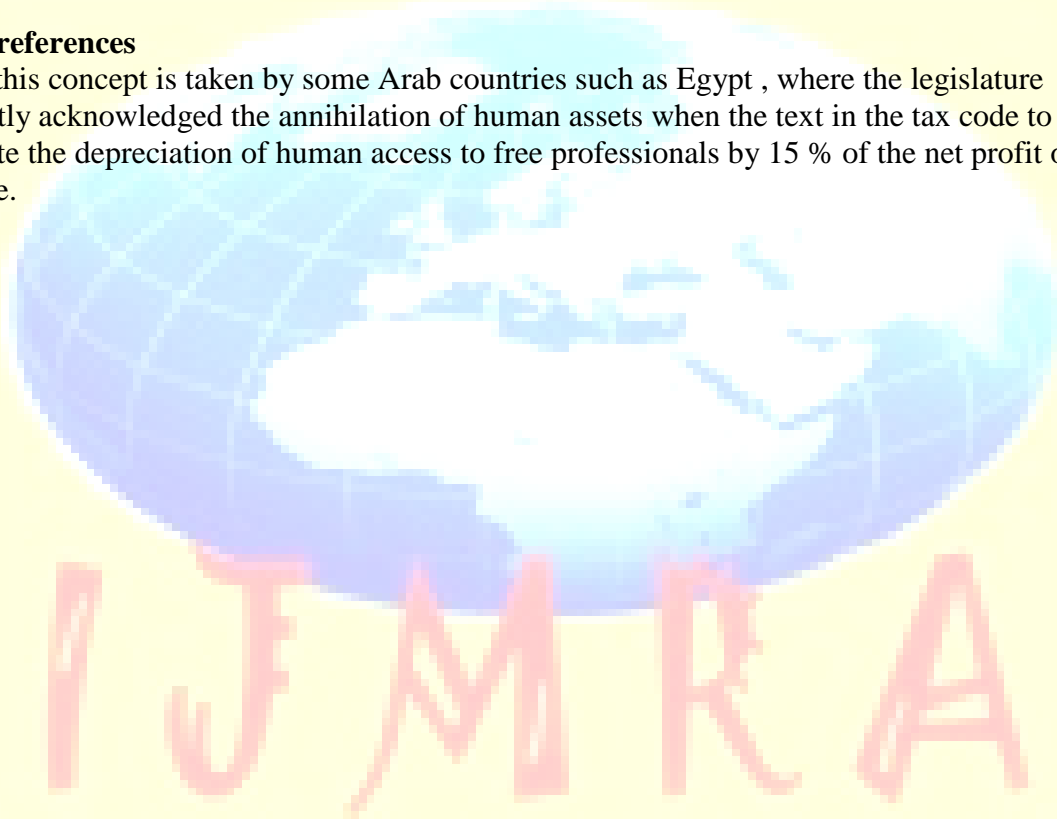 references
this concept is taken by some Arab countries such as Egypt , where the legislature
tly acknowledged the annihilation of human assets when the text in the tax code to
te the depreciation of human access to free professionals by 15 % of the net profit
e.
IJMRA